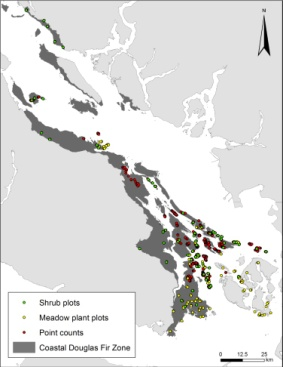 N
Shrub plots
Meadow plant plots
Point counts
Coastal Douglas Fir Zone
0 12.5 25
km